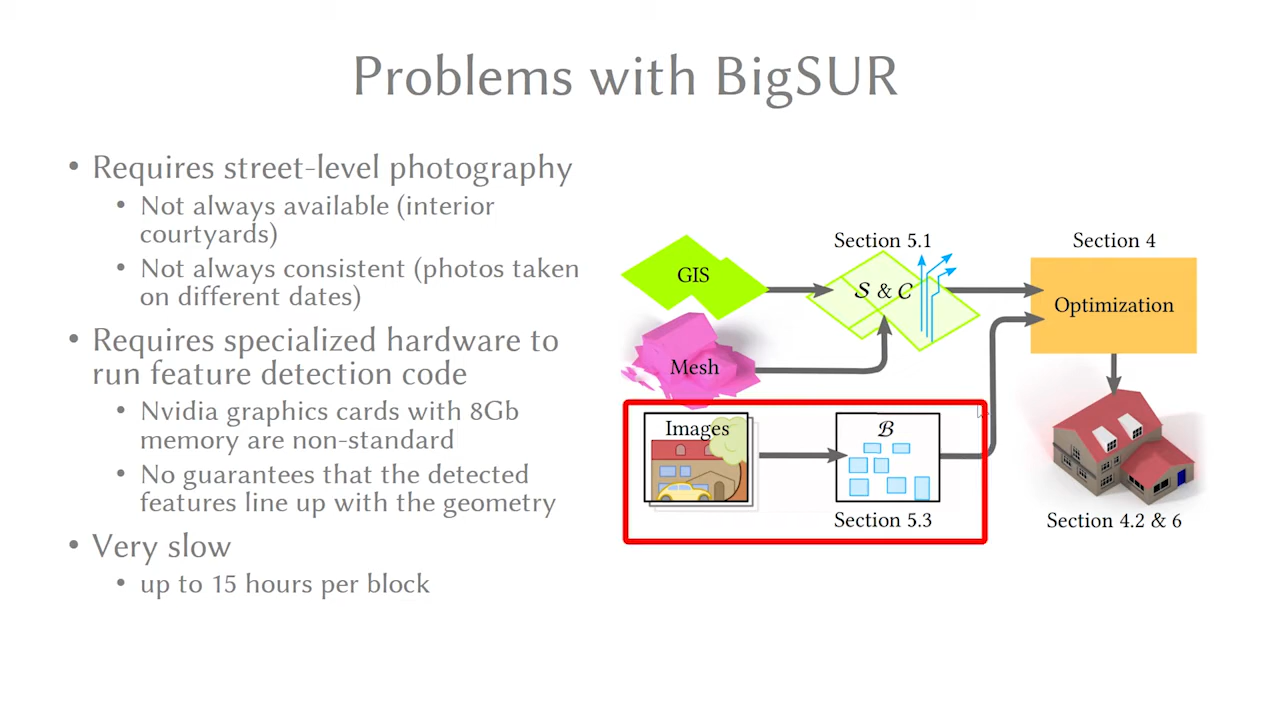 Problems with BigSUR
• Requires street-level photography
• Not always available (interior
courtyards)
• Not always consistent (photos taken
on different dates)
• Requires specialized hardware to
run feature detection code
• Nvidia graphics cards with 8Gb
memory are non-standard
• No guarantees that the detected
features line up with the geometry
• Very slow
• up to 15 hours per block
Section 5.1
Section 4
GIS
S & C
Optimization
Mesh
Images
B
Section 5.3
Section 4.2 & 6